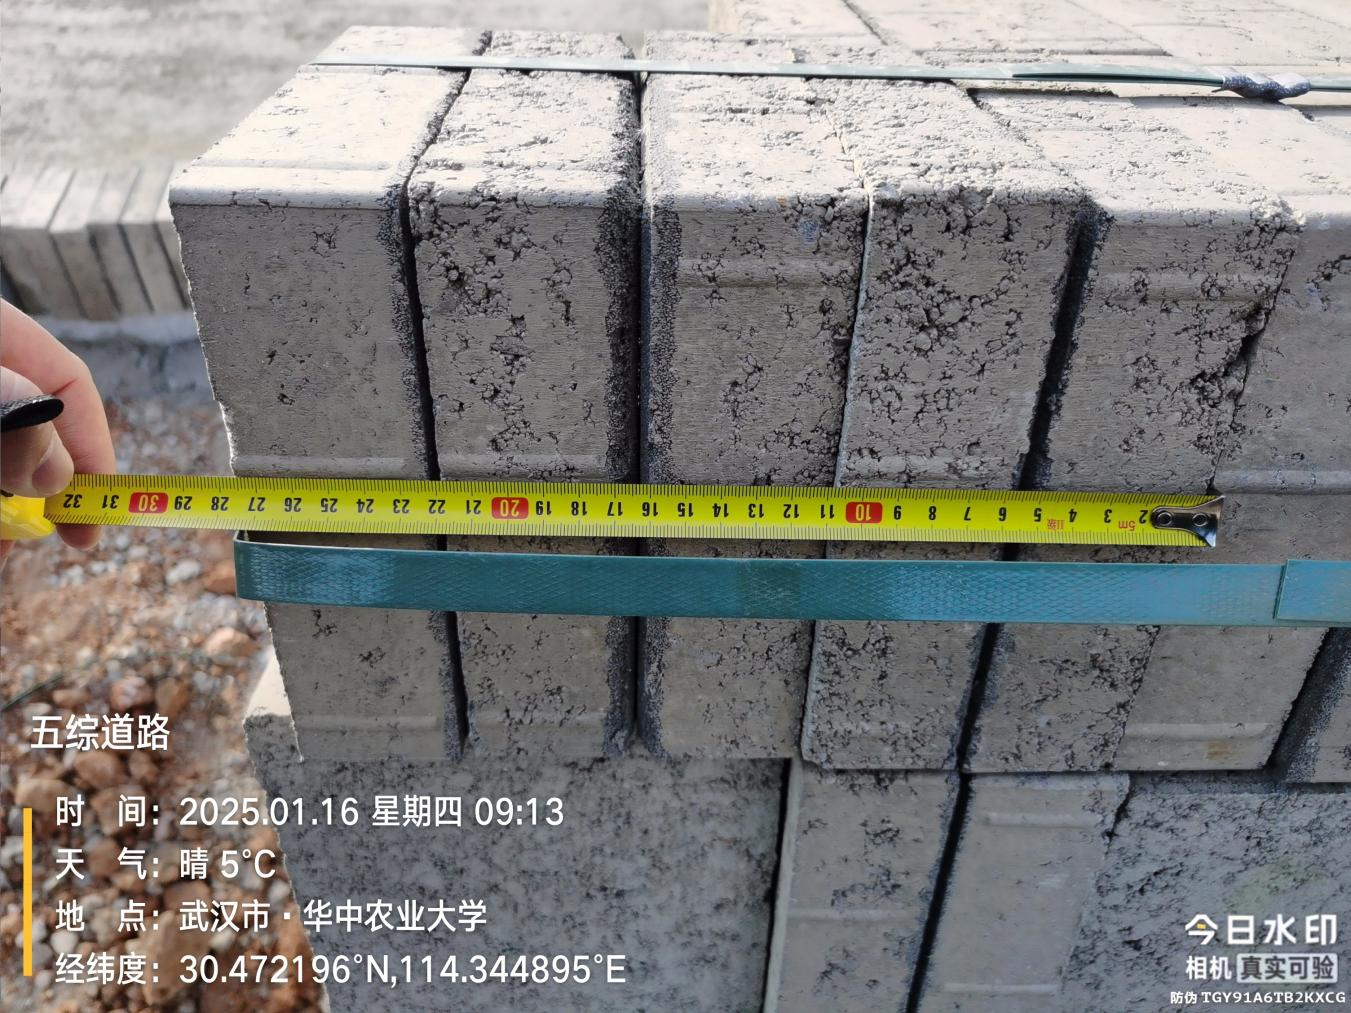 32 31 30 29 28 27 26 25 24 23 22 21 20 19 18 17 16 15 14 13 12 11 10 9 8 7 6 5 Ⅱ级 4 3 5m 2
五综道路
时 间：2025.01.16 星期四 09:13
天 气：晴 5°C
地 点：武汉市·华中农业大学
经纬度：30.472196°N,114.344895°E
今日水印
相机 真实可验
防伪 TGY91A6TB2KXCG